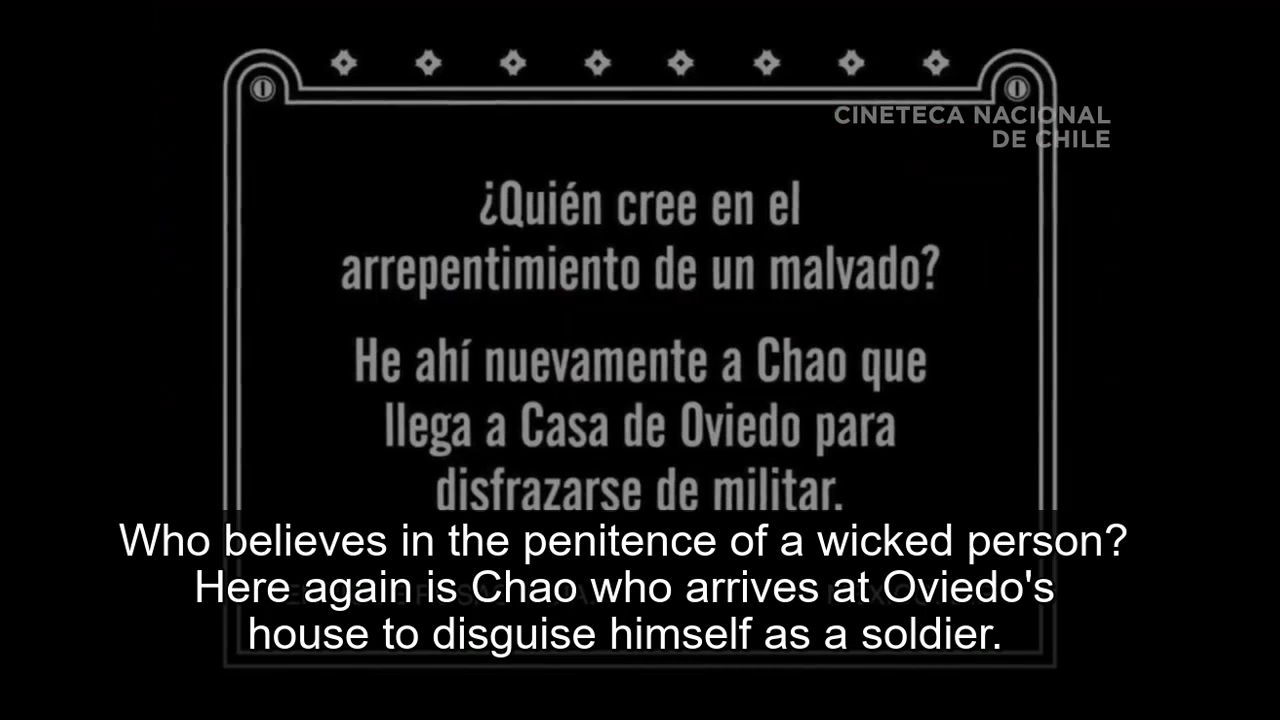 CINETECA NACIONAL
DE CHILE
¿Quién cree en el
arrepentimiento de un malvado?
He ahí nuevamente a Chao que
llega a Casa de Oviedo para
disfrazarse de militar.
Who believes in the penitence of a wicked person?
Here again is Chao who arrives at Oviedo's
house to disguise himself as a soldier.